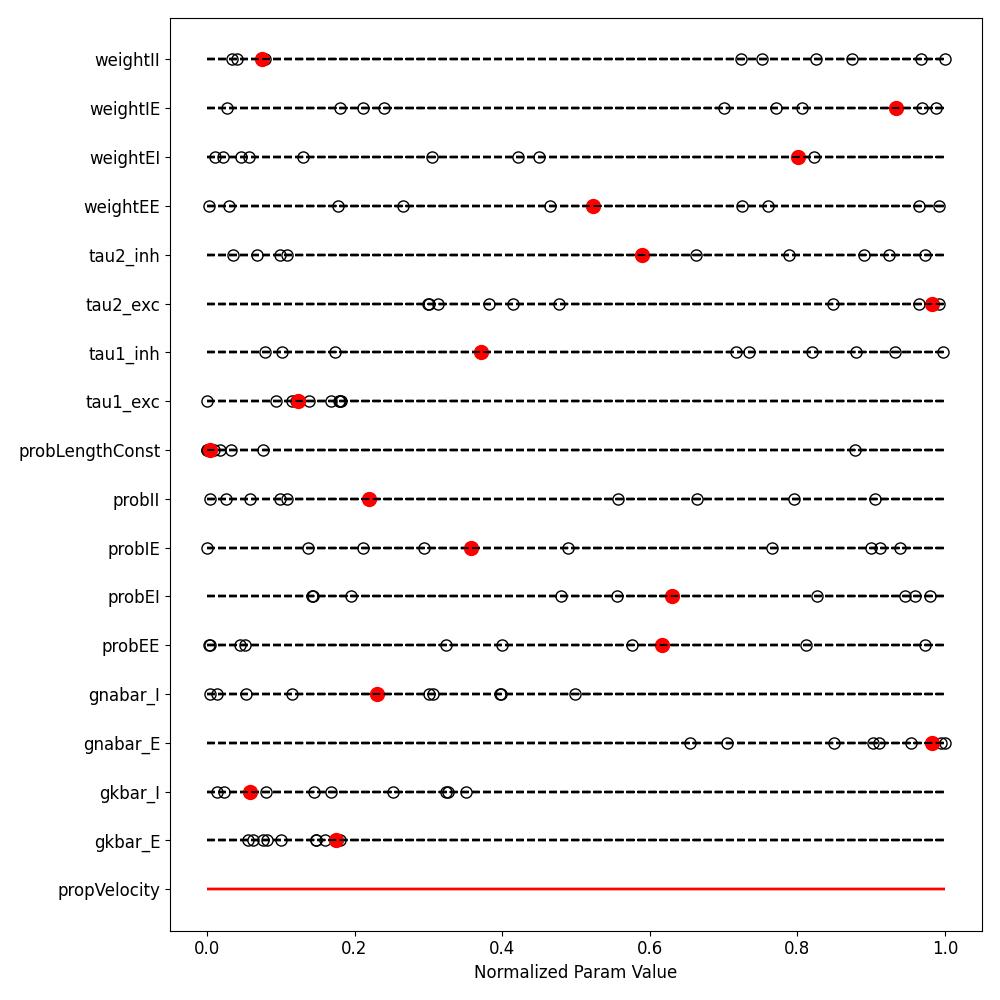 weightII
weightIE
weightEI
weightEE
tau2_inh
tau2_exc
tau1_inh
tau1_exc
probLengthConst
probII
probIE
probEI
probEE
gnabar_I
gnabar_E
gkbar_I
gkbar_E
propVelocity
0.0 0.2 0.4 0.6 0.8 1.0
Normalized Param Value